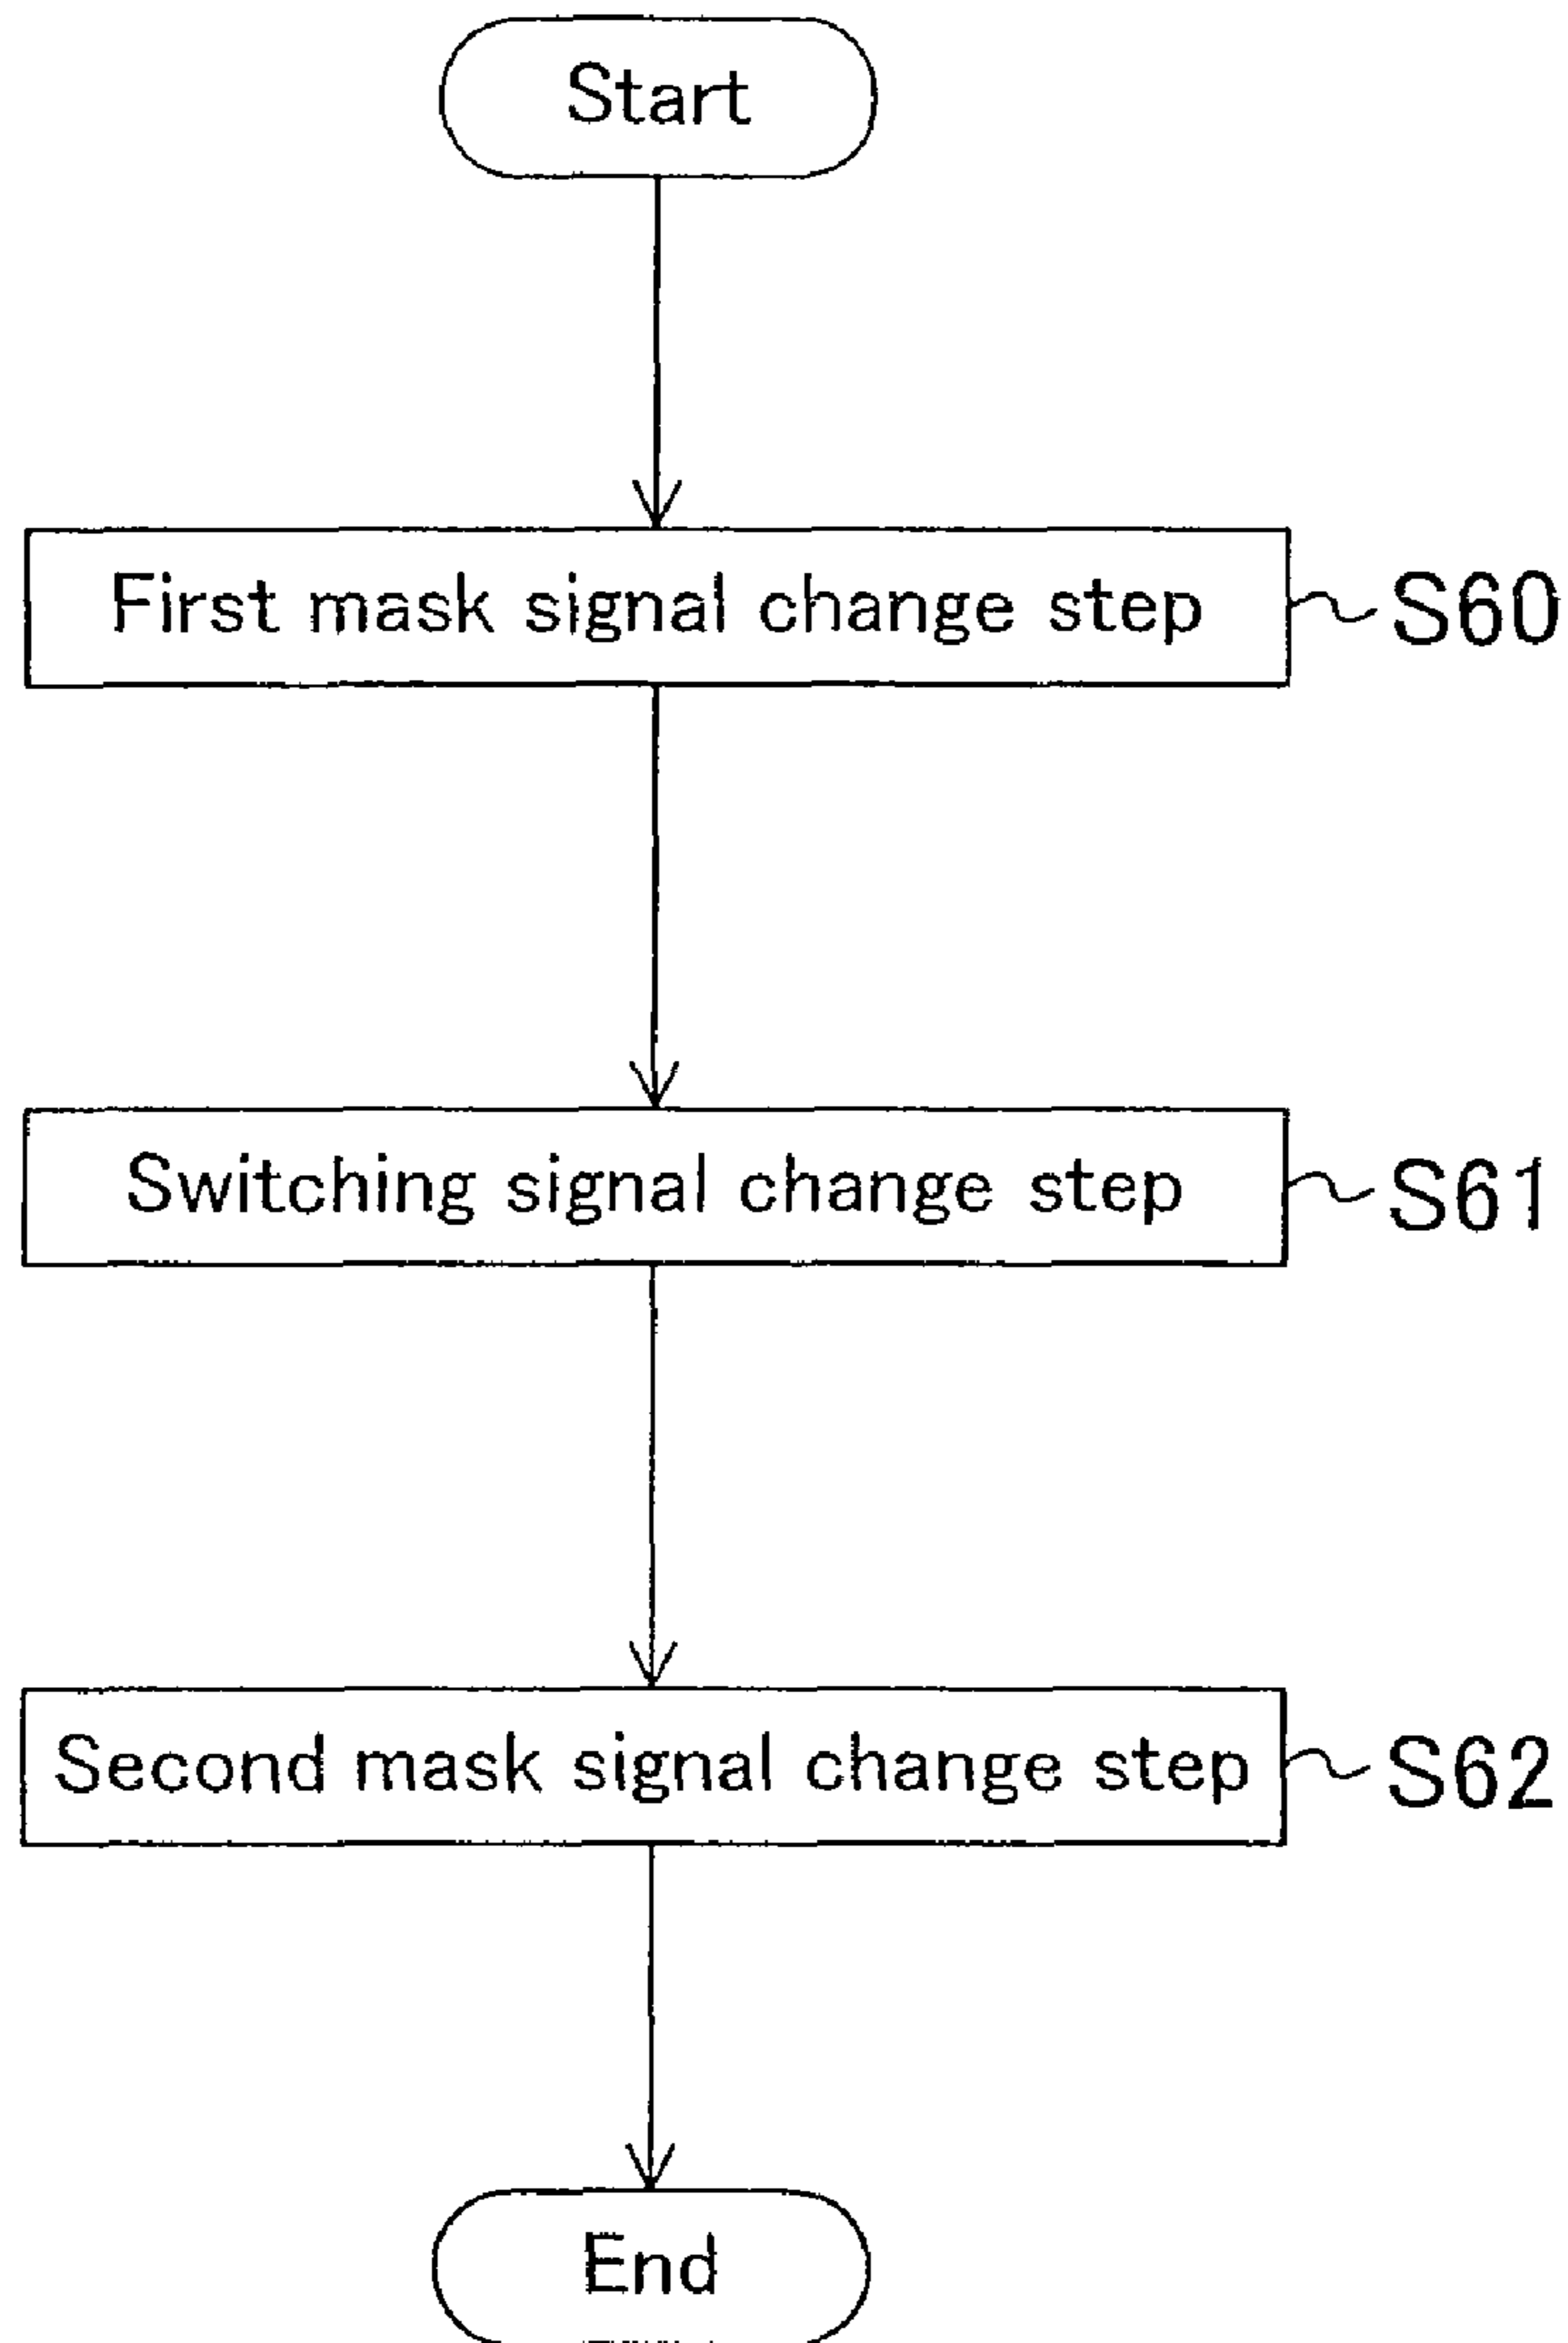 Start
First mask signal change step
S60
Switching signal change step
S61
Second mask signal change step
S62
End